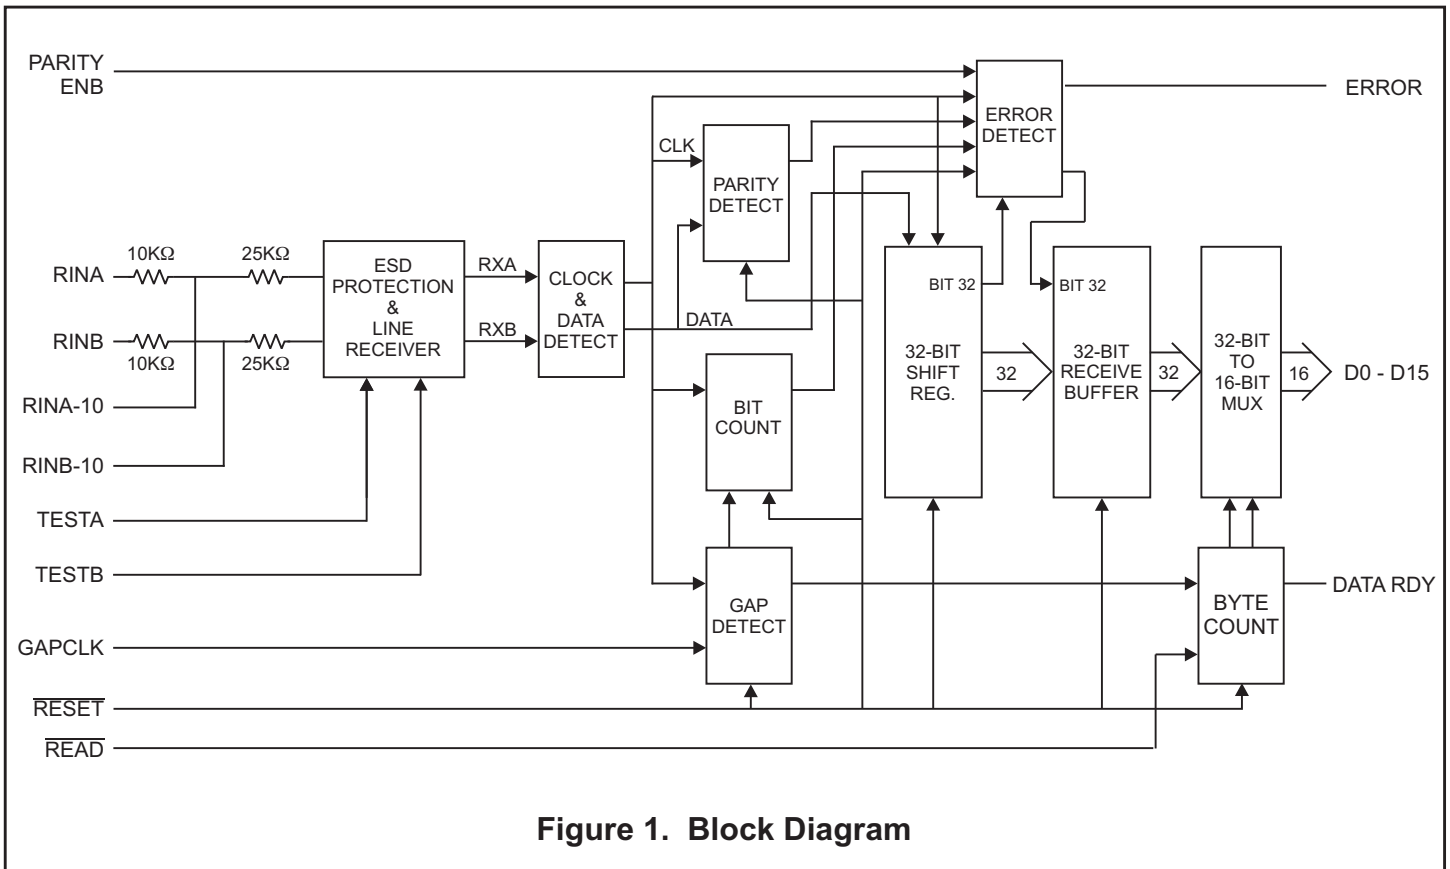 PARITY
ENB
ERROR
ERROR
DETECT
CLK
PARITY
DETECT
10KΩ
25KΩ
RINA
ESD
PROTECTION
&
LINE
RECEIVER
RXA
RXB
CLOCK
&
DATA
DETECT
DATA
RINB
10KΩ
25KΩ
BIT 32
32-BIT
SHIFT
REG.
32
BIT 32
32-BIT
RECEIVE
BUFFER
32
32-BIT
TO
16-BIT
MUX
16
D0 - D15
RINA-10
BIT
COUNT
RINB-10
TESTA
TESTB
GAP
DETECT
BYTE
COUNT
DATA RDY
GAPCLK
RESET
READ
Figure 1. Block Diagram